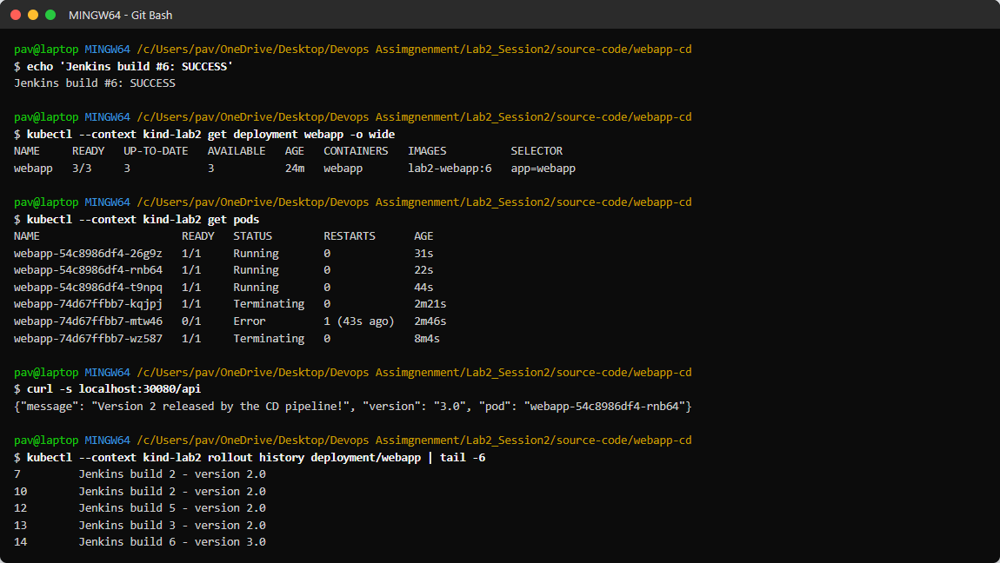 MINGW64 - Git Bash
pav@laptop MINGW64 /c/Users/pav/OneDrive/Desktop/Devops Assimgnenment/Lab2_Session2/source-code/webapp-cd
$ echo 'Jenkins build #6: SUCCESS'
Jenkins build #6: SUCCESS
pav@laptop MINGW64 /c/Users/pav/OneDrive/Desktop/Devops Assimgnenment/Lab2_Session2/source-code/webapp-cd
$ kubectl --context kind-lab2 get deployment webapp -o wide
NAME     READY   UP-TO-DATE   AVAILABLE   AGE   CONTAINERS   IMAGES          SELECTOR
webapp   3/3     3            3           24m   webapp       lab2-webapp:6   app=webapp
pav@laptop MINGW64 /c/Users/pav/OneDrive/Desktop/Devops Assimgnenment/Lab2_Session2/source-code/webapp-cd
$ kubectl --context kind-lab2 get pods
NAME                      READY   STATUS        RESTARTS      AGE
webapp-54c8986df4-26g9z   1/1     Running       0             31s
webapp-54c8986df4-rnb64   1/1     Running       0             22s
webapp-54c8986df4-t9npq   1/1     Running       0             44s
webapp-74d67ffbb7-kqjpj   1/1     Terminating   0             2m21s
webapp-74d67ffbb7-mtw46   0/1     Error         1 (43s ago)   2m46s
webapp-74d67ffbb7-wz587   1/1     Terminating   0             8m4s
pav@laptop MINGW64 /c/Users/pav/OneDrive/Desktop/Devops Assimgnenment/Lab2_Session2/source-code/webapp-cd
$ curl -s localhost:30080/api
{"message": "Version 2 released by the CD pipeline!", "version": "3.0", "pod": "webapp-54c8986df4-rnb64"}
pav@laptop MINGW64 /c/Users/pav/OneDrive/Desktop/Devops Assimgnenment/Lab2_Session2/source-code/webapp-cd
$ kubectl --context kind-lab2 rollout history deployment/webapp | tail -6
7         Jenkins build 2 - version 2.0
10        Jenkins build 2 - version 2.0
12        Jenkins build 5 - version 2.0
13        Jenkins build 3 - version 2.0
14        Jenkins build 6 - version 3.0